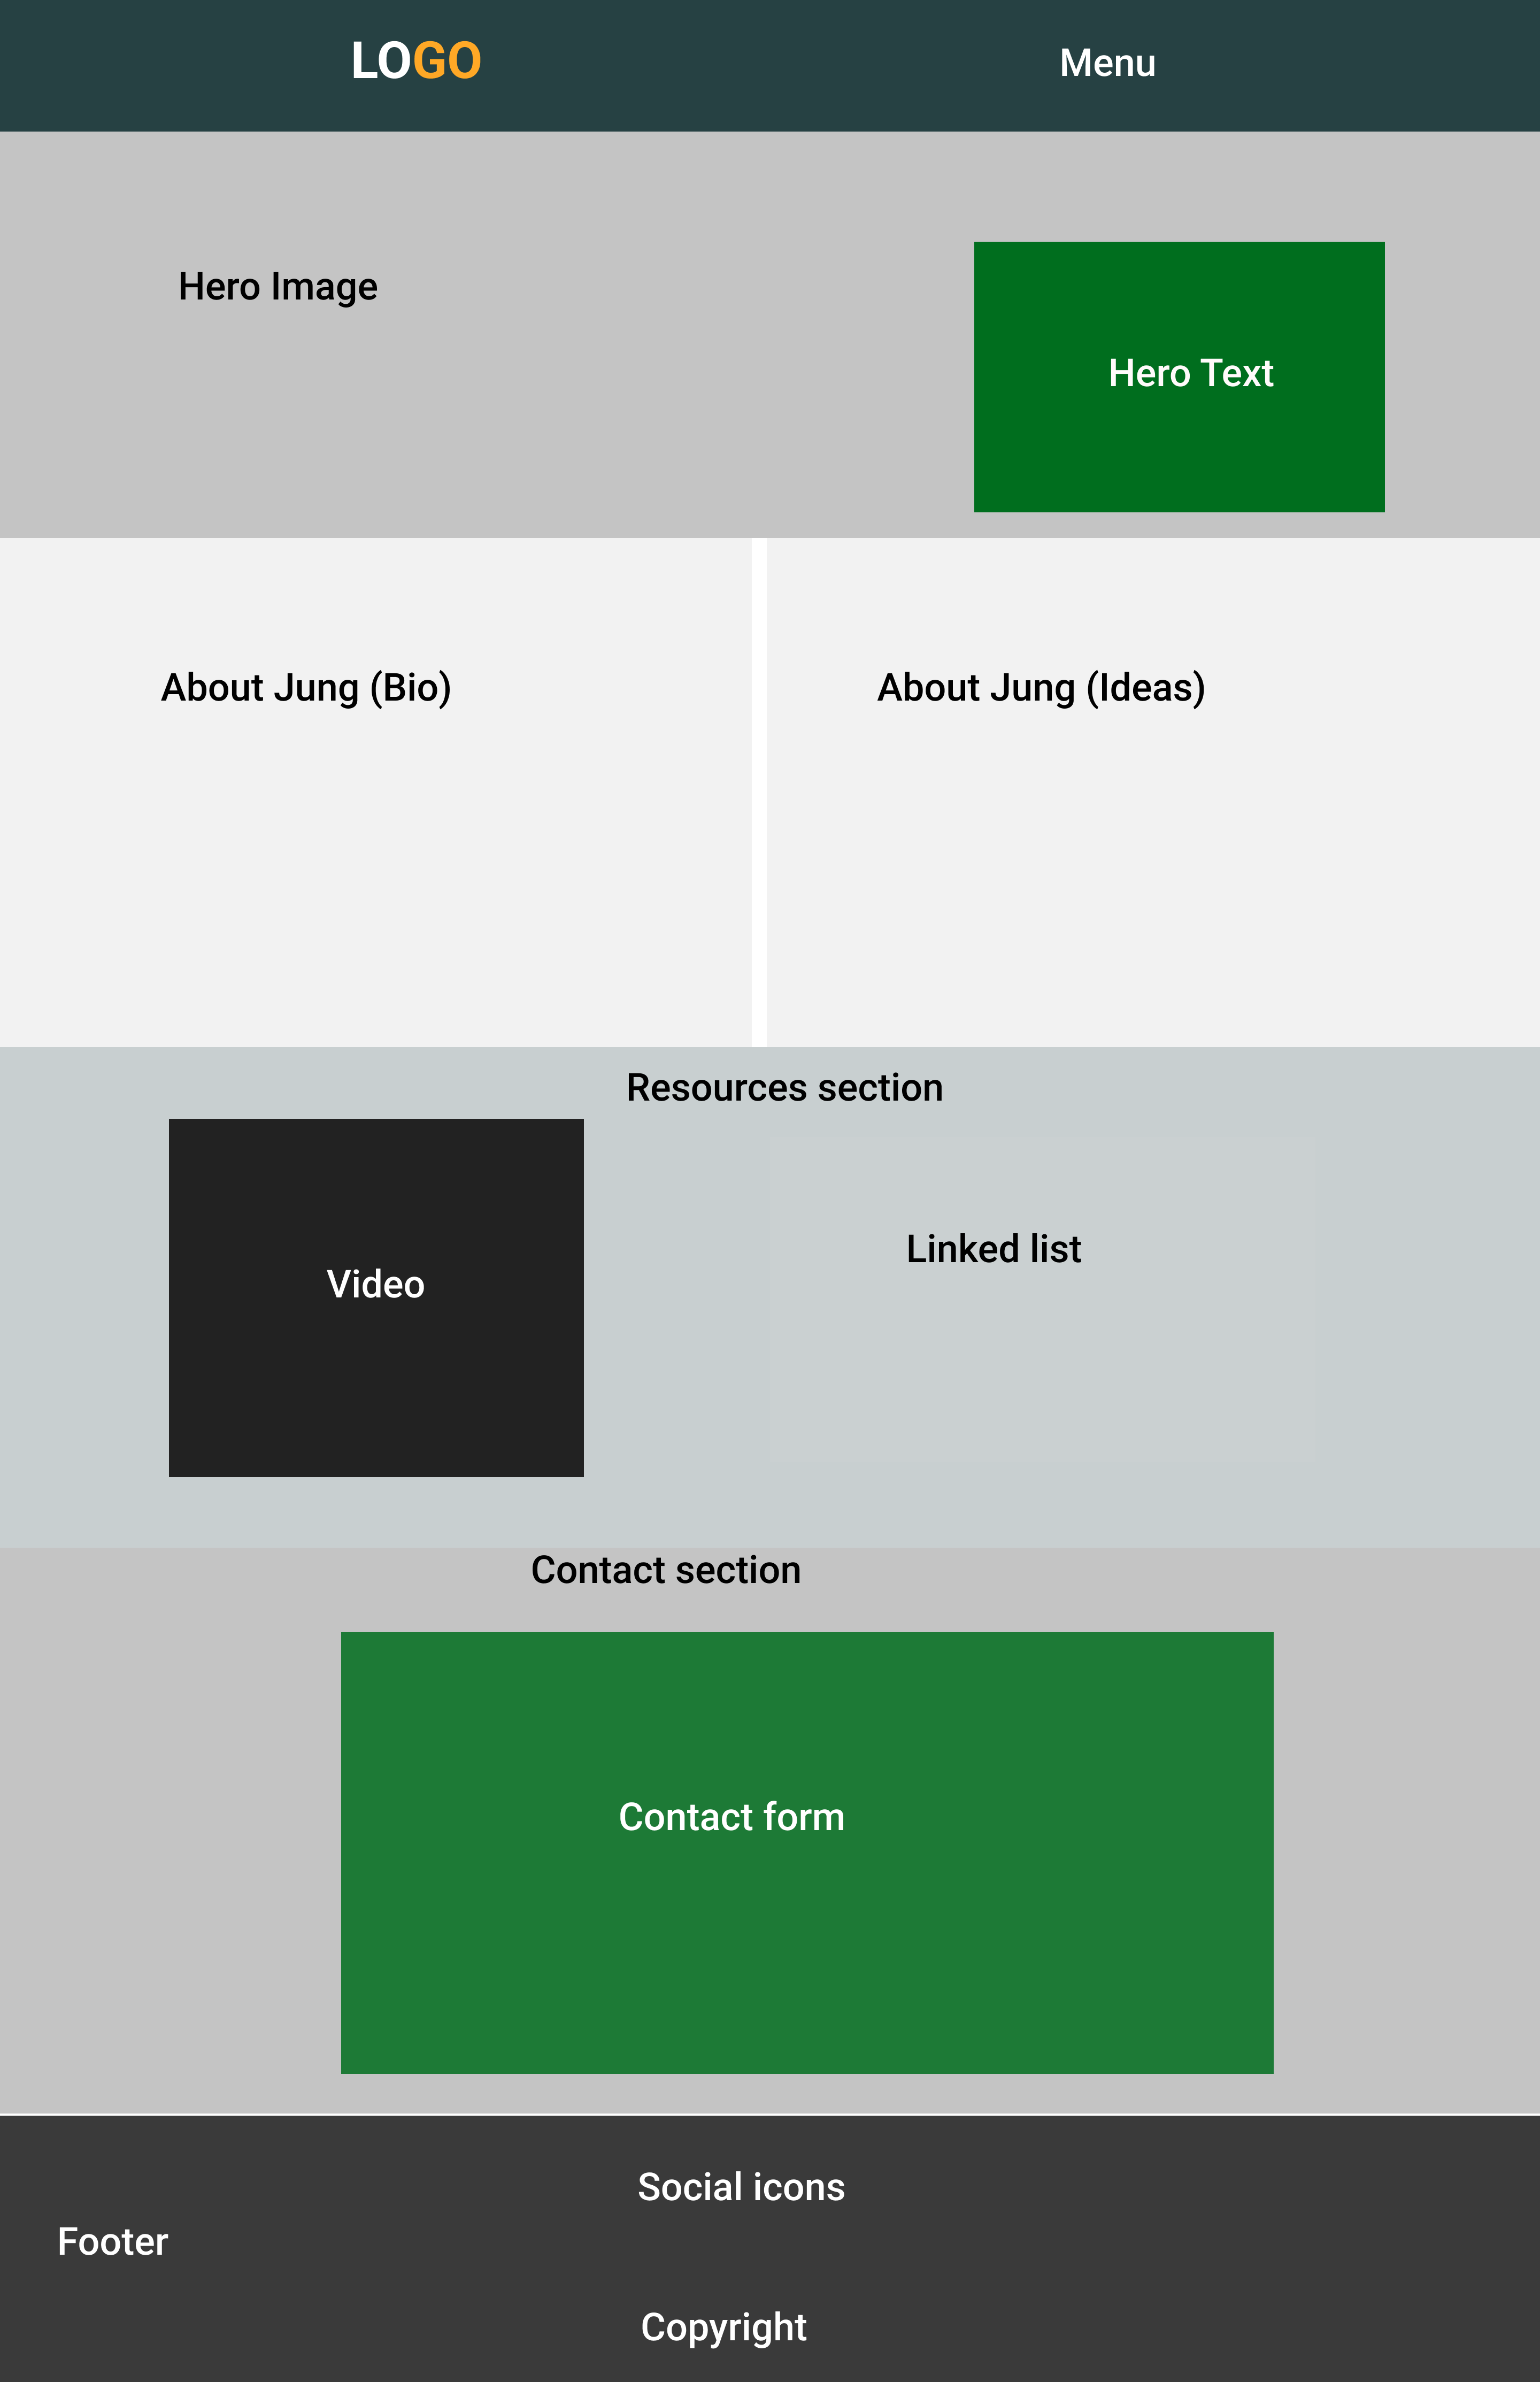 LOGO
Menu
Hero Image
Hero Text
About Jung (Bio)
About Jung (Ideas)
Resources section
Video
Linked list
Contact section
Contact form
Social icons
Footer
Copyright